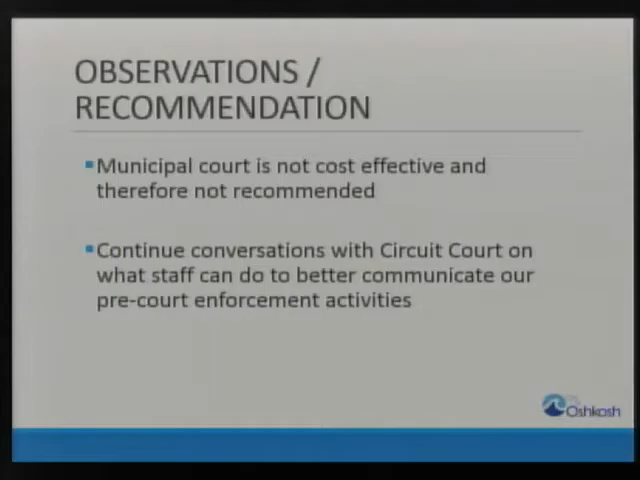 OBSERVATIONS /
RECOMMENDATION
Municipal court is not cost effective and
therefore not recommended
Continue conversations with Circuit Court on
what staff can do to better communicate our
pre-court enforcement activities
Oshkosh